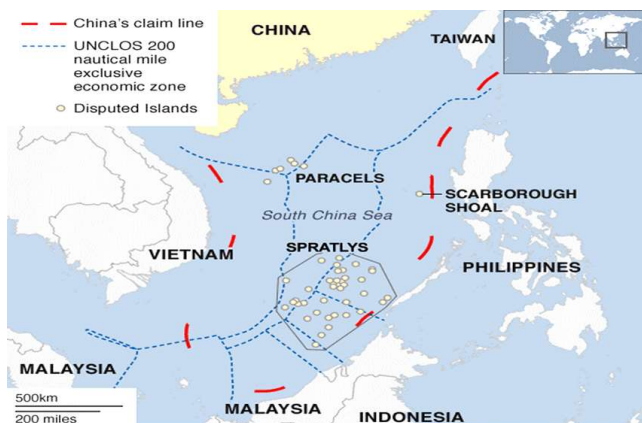 China's claim line
UNCLOS 200
nautical mile
exclusive
economic zone
Disputed Islands
CHINA
TAIWAN
PARACELS
SCARBOROUGH
SHOAL
South China Sea
SPRATLYS
VIETNAM
PHILIPPINES
MALAYSIA
500km
200 miles
MALAYSIA
INDONESIA